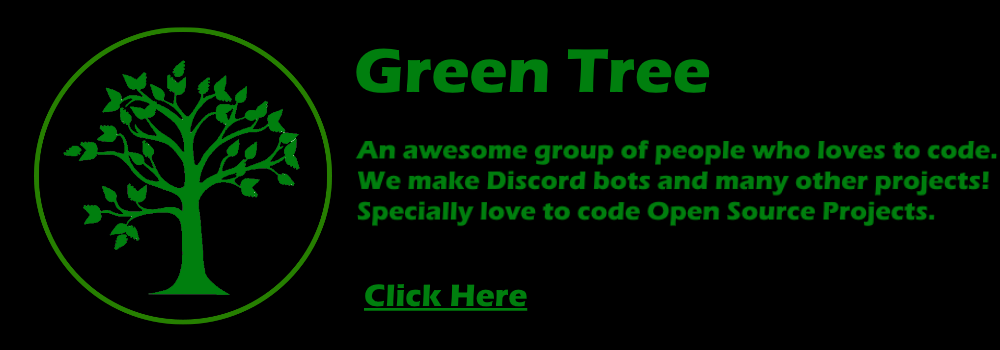 Green Tree
An awesome group of people who loves to code.
We make Discord bots and many other projects!
Specially love to code Open Source Projects.
Click Here